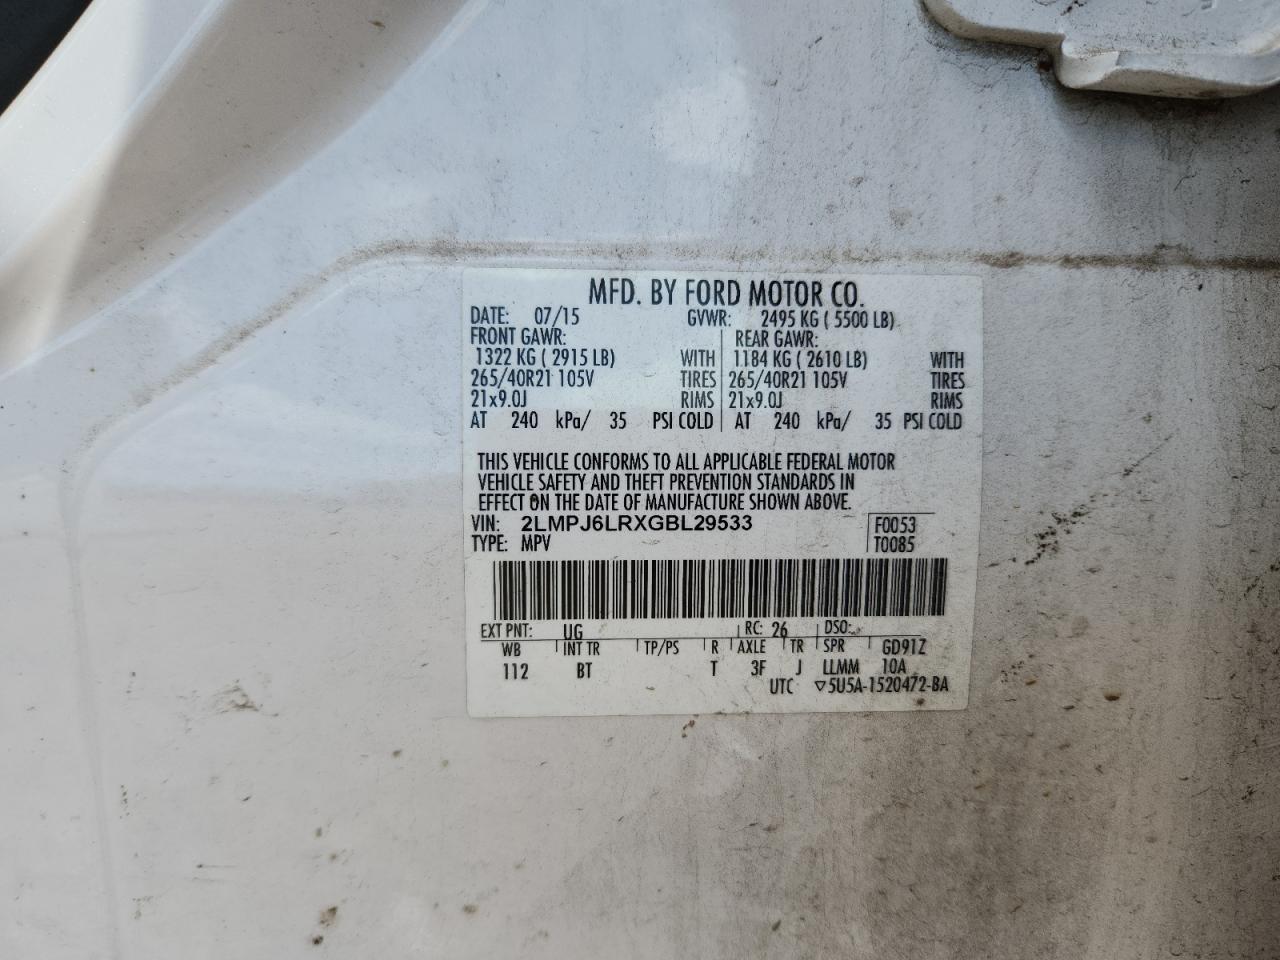 MFD. BY FORD MOTOR CO.
DATE: 07/15 GVWR: 2495 KG ( 5500 LB)
FRONT GAWR: REAR GAWR:
1322 KG ( 2915 LB) WITH 1184 KG ( 2610 LB) WITH
265/40R21 105V TIRES 265/40R21 105V TIRES
21x9.0J RIMS 21x9.0J RIMS
AT 240 kPa/ 35 PSI COLD AT 240 kPa/ 35 PSI COLD
THIS VEHICLE CONFORMS TO ALL APPLICABLE FEDERAL MOTOR
VEHICLE SAFETY AND THEFT PREVENTION STANDARDS IN
EFFECT ON THE DATE OF MANUFACTURE SHOWN ABOVE.
VIN: 2LMPJ6LRXGBL29533 F0053
TYPE: MPV T0085
EXT PNT: UG RC: 26 DSO:
WB INT TR TP/PS R AXLE TR SPR GD91Z
112 BT T 3F J LLMM 10A
UTC ▽5U5A-1520472-BA